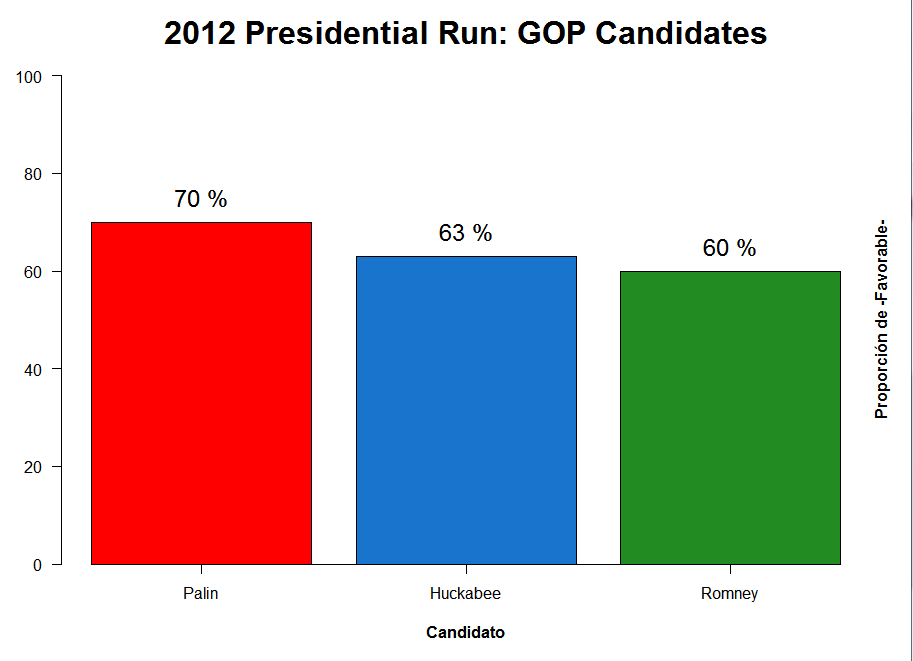 2012 Presidential Run: GOP Candidates
100
80
60
40
20
0
70 %
63 %
60 %
Palin
Huckabee
Romney
Candidato
Proporción de -Favorable-